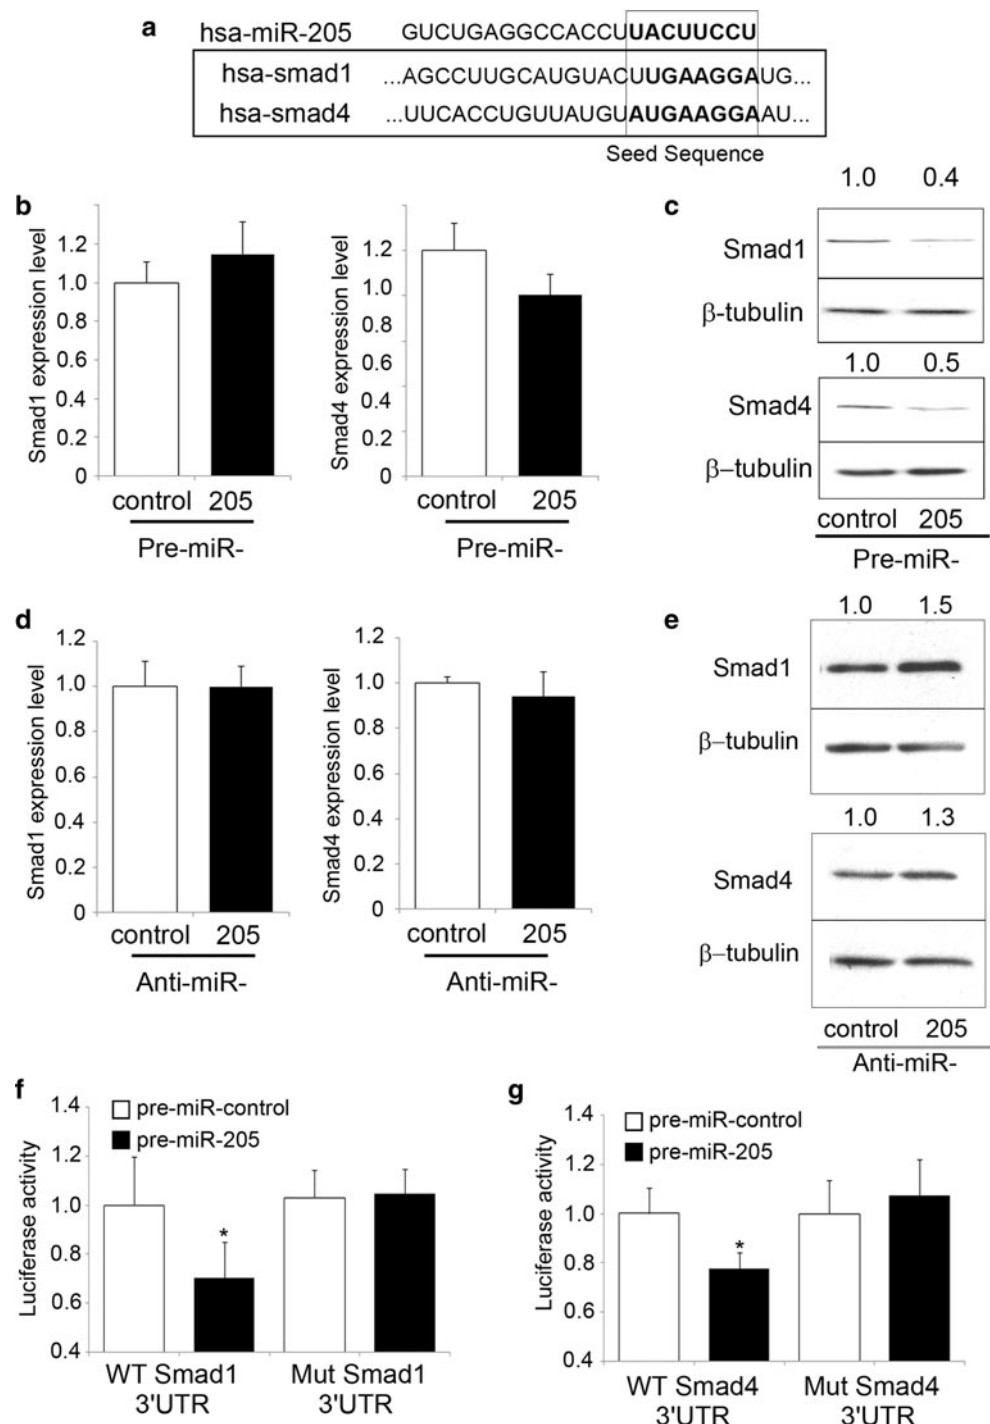 a
hsa-miR-205 GUCUGAGGCCACCUUACUUCCU
hsa-smad1 ...AGCCUUGCAUGUACUUGAAGGAUG...
hsa-smad4 ...UUCACCUGUUAUGUAUGAAGGAAU...
Seed Sequence
b
Smad1 expression level
1.2
1.0
0.8
0.6
0.4
0.2
0
control 205
Pre-miR-
Smad4 expression level
1.2
1.0
0.8
0.6
0.4
0.2
0
control 205
Pre-miR-
c
1.0 0.4
Smad1
β-tubulin
1.0 0.5
Smad4
β–tubulin
control 205
Pre-miR-
d
Smad1 expression level
1.2
1.0
0.8
0.6
0.4
0.2
0
control 205
Anti-miR-
Smad4 expression level
1.2
1.0
0.8
0.6
0.4
0.2
0
control 205
Anti-miR-
e
1.0 1.5
Smad1
β–tubulin
1.0 1.3
Smad4
β–tubulin
control 205
Anti-miR-
f
Luciferase activity
1.4
1.2
1.0
0.8
0.6
0.4
pre-miR-control
pre-miR-205
*
WT Smad1 Mut Smad1
3'UTR 3'UTR
g
Luciferase activity
1.4
1.2
1.0
0.8
0.6
0.4
pre-miR-control
pre-miR-205
*
WT Smad4 Mut Smad4
3'UTR 3'UTR